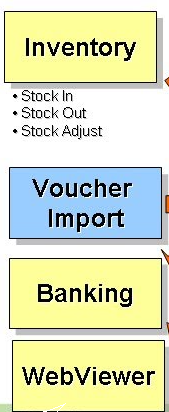 Inventory
• Stock In
• Stock Out
• Stock Adjust
Voucher
Import
Banking
WebViewer